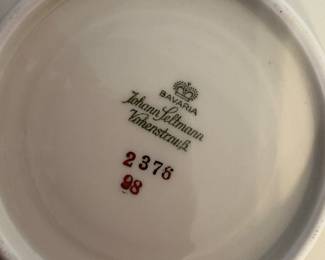 BAVARIA
Johann Seltmann
Vohenstrauß
2376
98